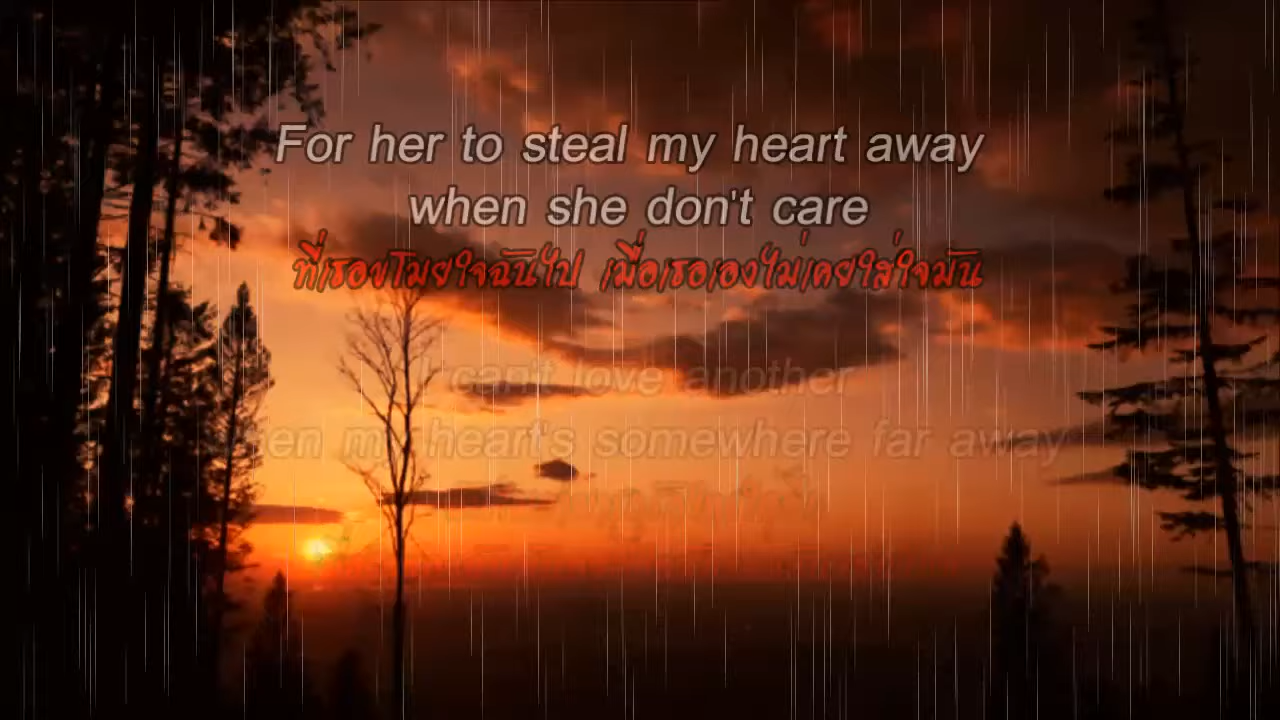 For her to steal my heart away
when she don't care
ที่เธอขโมยใจฉันไป เมื่อเธอเองไม่เคยใส่ใจมัน
I can't love another
my heart's somewhere far away